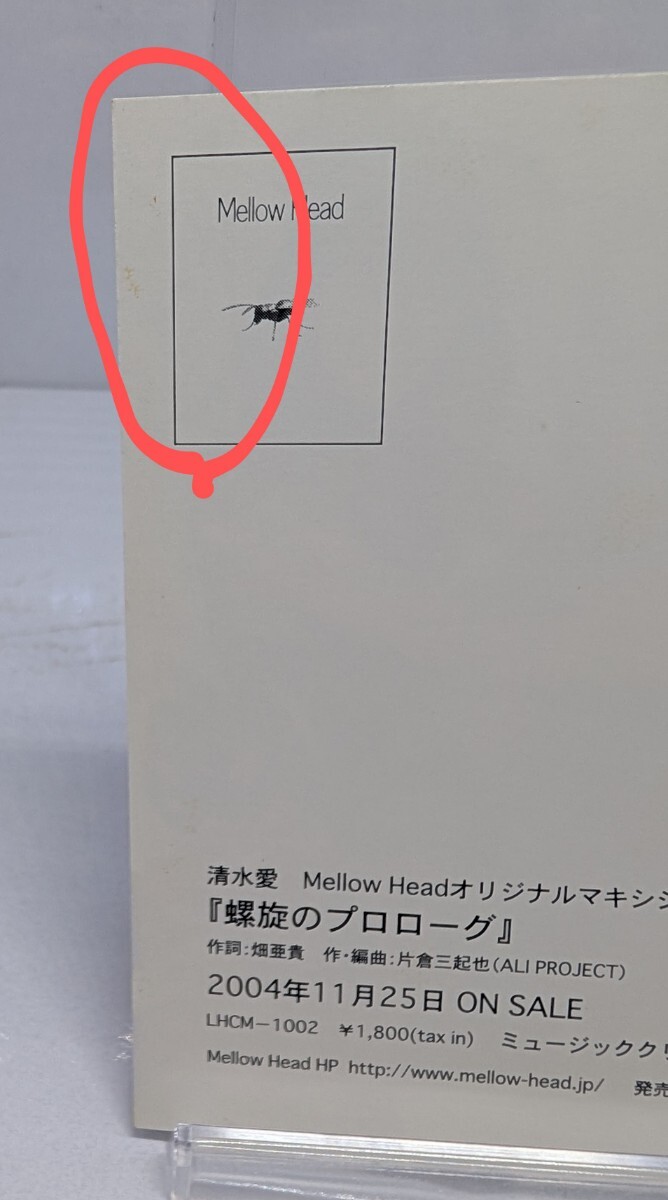 Mellow Head
清水愛　Mellow Headオリジナルマキシシ
『螺旋のプロローグ』
作詞：畑亜貴　作・編曲：片倉三起也（ALI PROJECT）
2004年11月25日 ON SALE
LHCM－1002　￥1,800(tax in)　ミュージックク
Mellow Head HP　http://www.mellow-head.jp/　発売